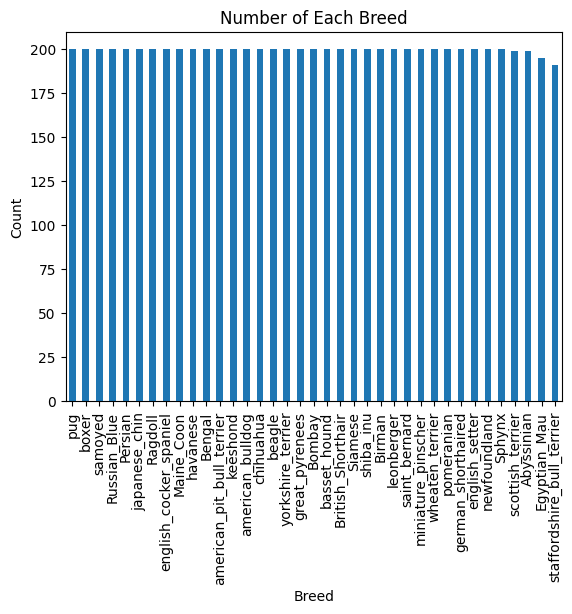 Number of Each Breed
Count
200
175
150
125
100
75
50
25
0
pug
boxer
samoyed
Russian_Blue
Persian
japanese_chin
Ragdoll
english_cocker_spaniel
Maine_Coon
havanese
Bengal
american_pit_bull_terrier
keeshond
american_bulldog
chihuahua
beagle
yorkshire_terrier
great_pyrenees
Bombay
basset_hound
British_Shorthair
Siamese
shiba_inu
Birman
leonberger
saint_bernard
miniature_pinscher
wheaten_terrier
pomeranian
german_shorthaired
english_setter
newfoundland
Sphynx
scottish_terrier
Abyssinian
Egyptian_Mau
staffordshire_bull_terrier
Breed